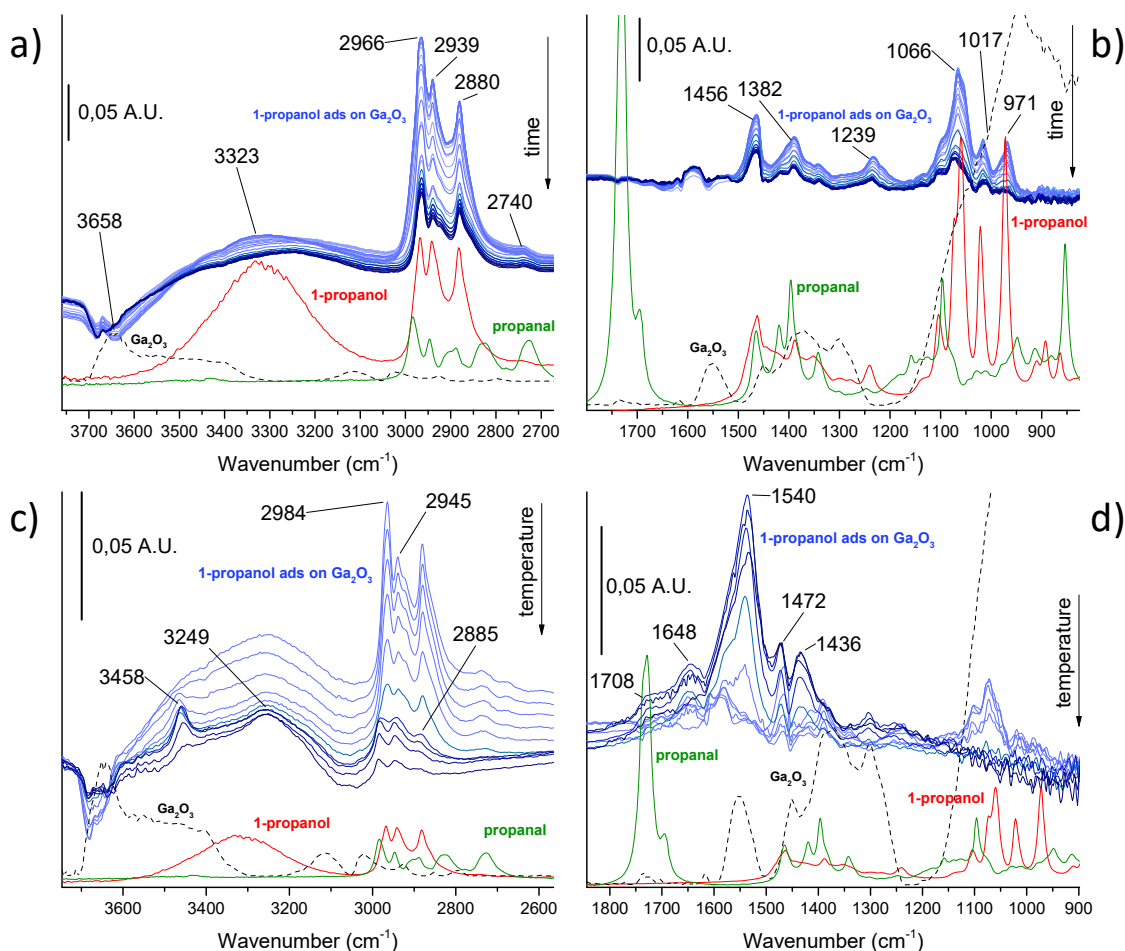 a)
0,05 A.U.
2966
2939
2880
1-propanol ads on Ga₂O₃
time
3323
3658
2740
1-propanol
Ga₂O₃
propanal
3700 3600 3500 3400 3300 3200 3100 3000 2900 2800 2700
Wavenumber (cm⁻¹)
b)
0,05 A.U.
1066
1017
1456
1382
1-propanol ads on Ga₂O₃
1239
971
time
1-propanol
propanal
Ga₂O₃
1700 1600 1500 1400 1300 1200 1100 1000 900
Wavenumber (cm⁻¹)
c)
0,05 A.U.
2984
2945
1-propanol ads on Ga₂O₃
temperature
3249
3458
2885
Ga₂O₃
1-propanol
propanal
3600 3400 3200 3000 2800 2600
Wavenumber (cm⁻¹)
d)
1540
1-propanol ads on Ga₂O₃
0,05 A.U.
1472
1648
1436
1708
temperature
propanal
Ga₂O₃
1-propanol
1800 1700 1600 1500 1400 1300 1200 1100 1000 900
Wavenumber (cm⁻¹)